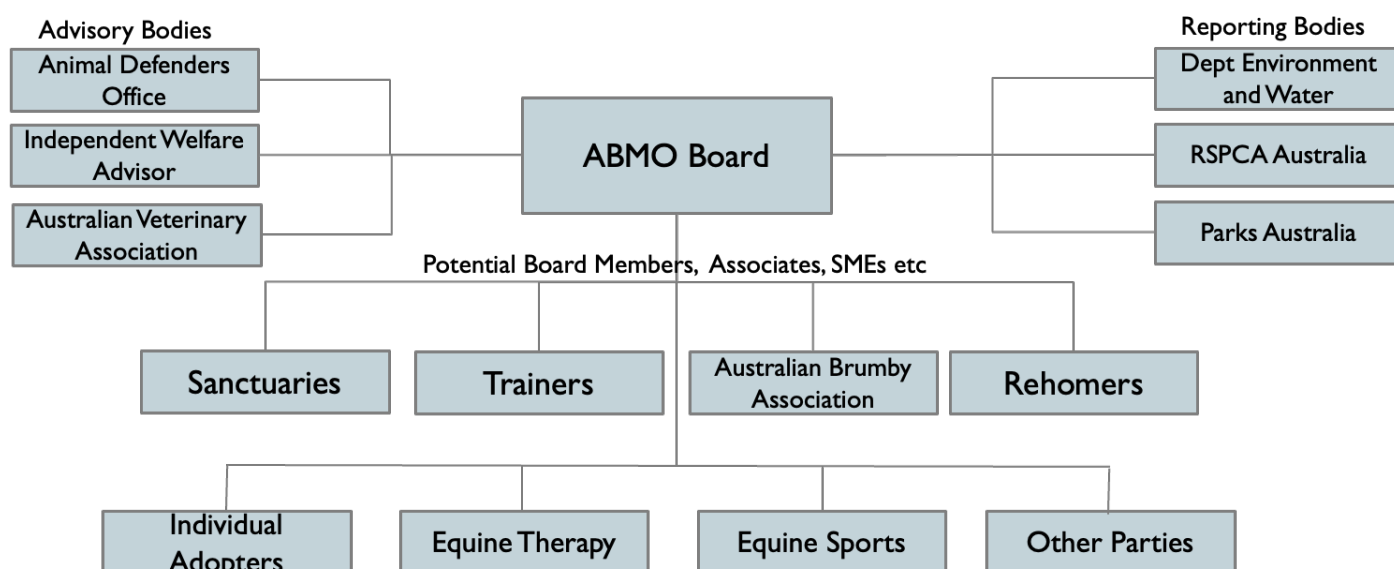 Advisory Bodies
Animal Defenders
Office
Independent Welfare
Advisor
Australian Veterinary
Association
ABMO Board
Reporting Bodies
Dept Environment
and Water
RSPCA Australia
Parks Australia
Potential Board Members, Associates, SMEs etc
Sanctuaries
Trainers
Australian Brumby
Association
Rehomers
Individual
Adopters
Equine Therapy
Equine Sports
Other Parties